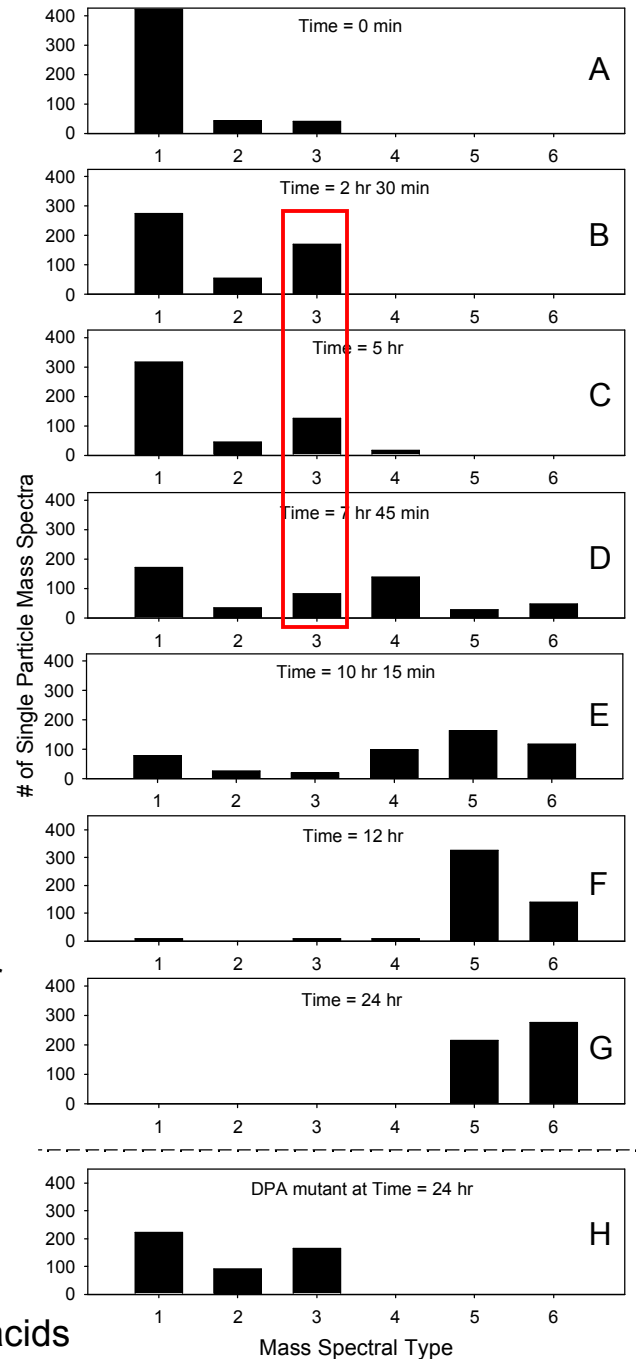 # of Single Particle Mass Spectra
400
300
200
100
0
Time = 0 min
A
1 2 3 4 5 6
400
300
200
100
0
Time = 2 hr 30 min
B
1 2 3 4 5 6
400
300
200
100
0
Time = 5 hr
C
1 2 3 4 5 6
400
300
200
100
0
Time = 7 hr 45 min
D
1 2 3 4 5 6
400
300
200
100
0
Time = 10 hr 15 min
E
1 2 3 4 5 6
400
300
200
100
0
Time = 12 hr
F
1 2 3 4 5 6
400
300
200
100
0
Time = 24 hr
G
1 2 3 4 5 6
400
300
200
100
0
DPA mutant at Time = 24 hr
H
1 2 3 4 5 6
Mass Spectral Type
acids